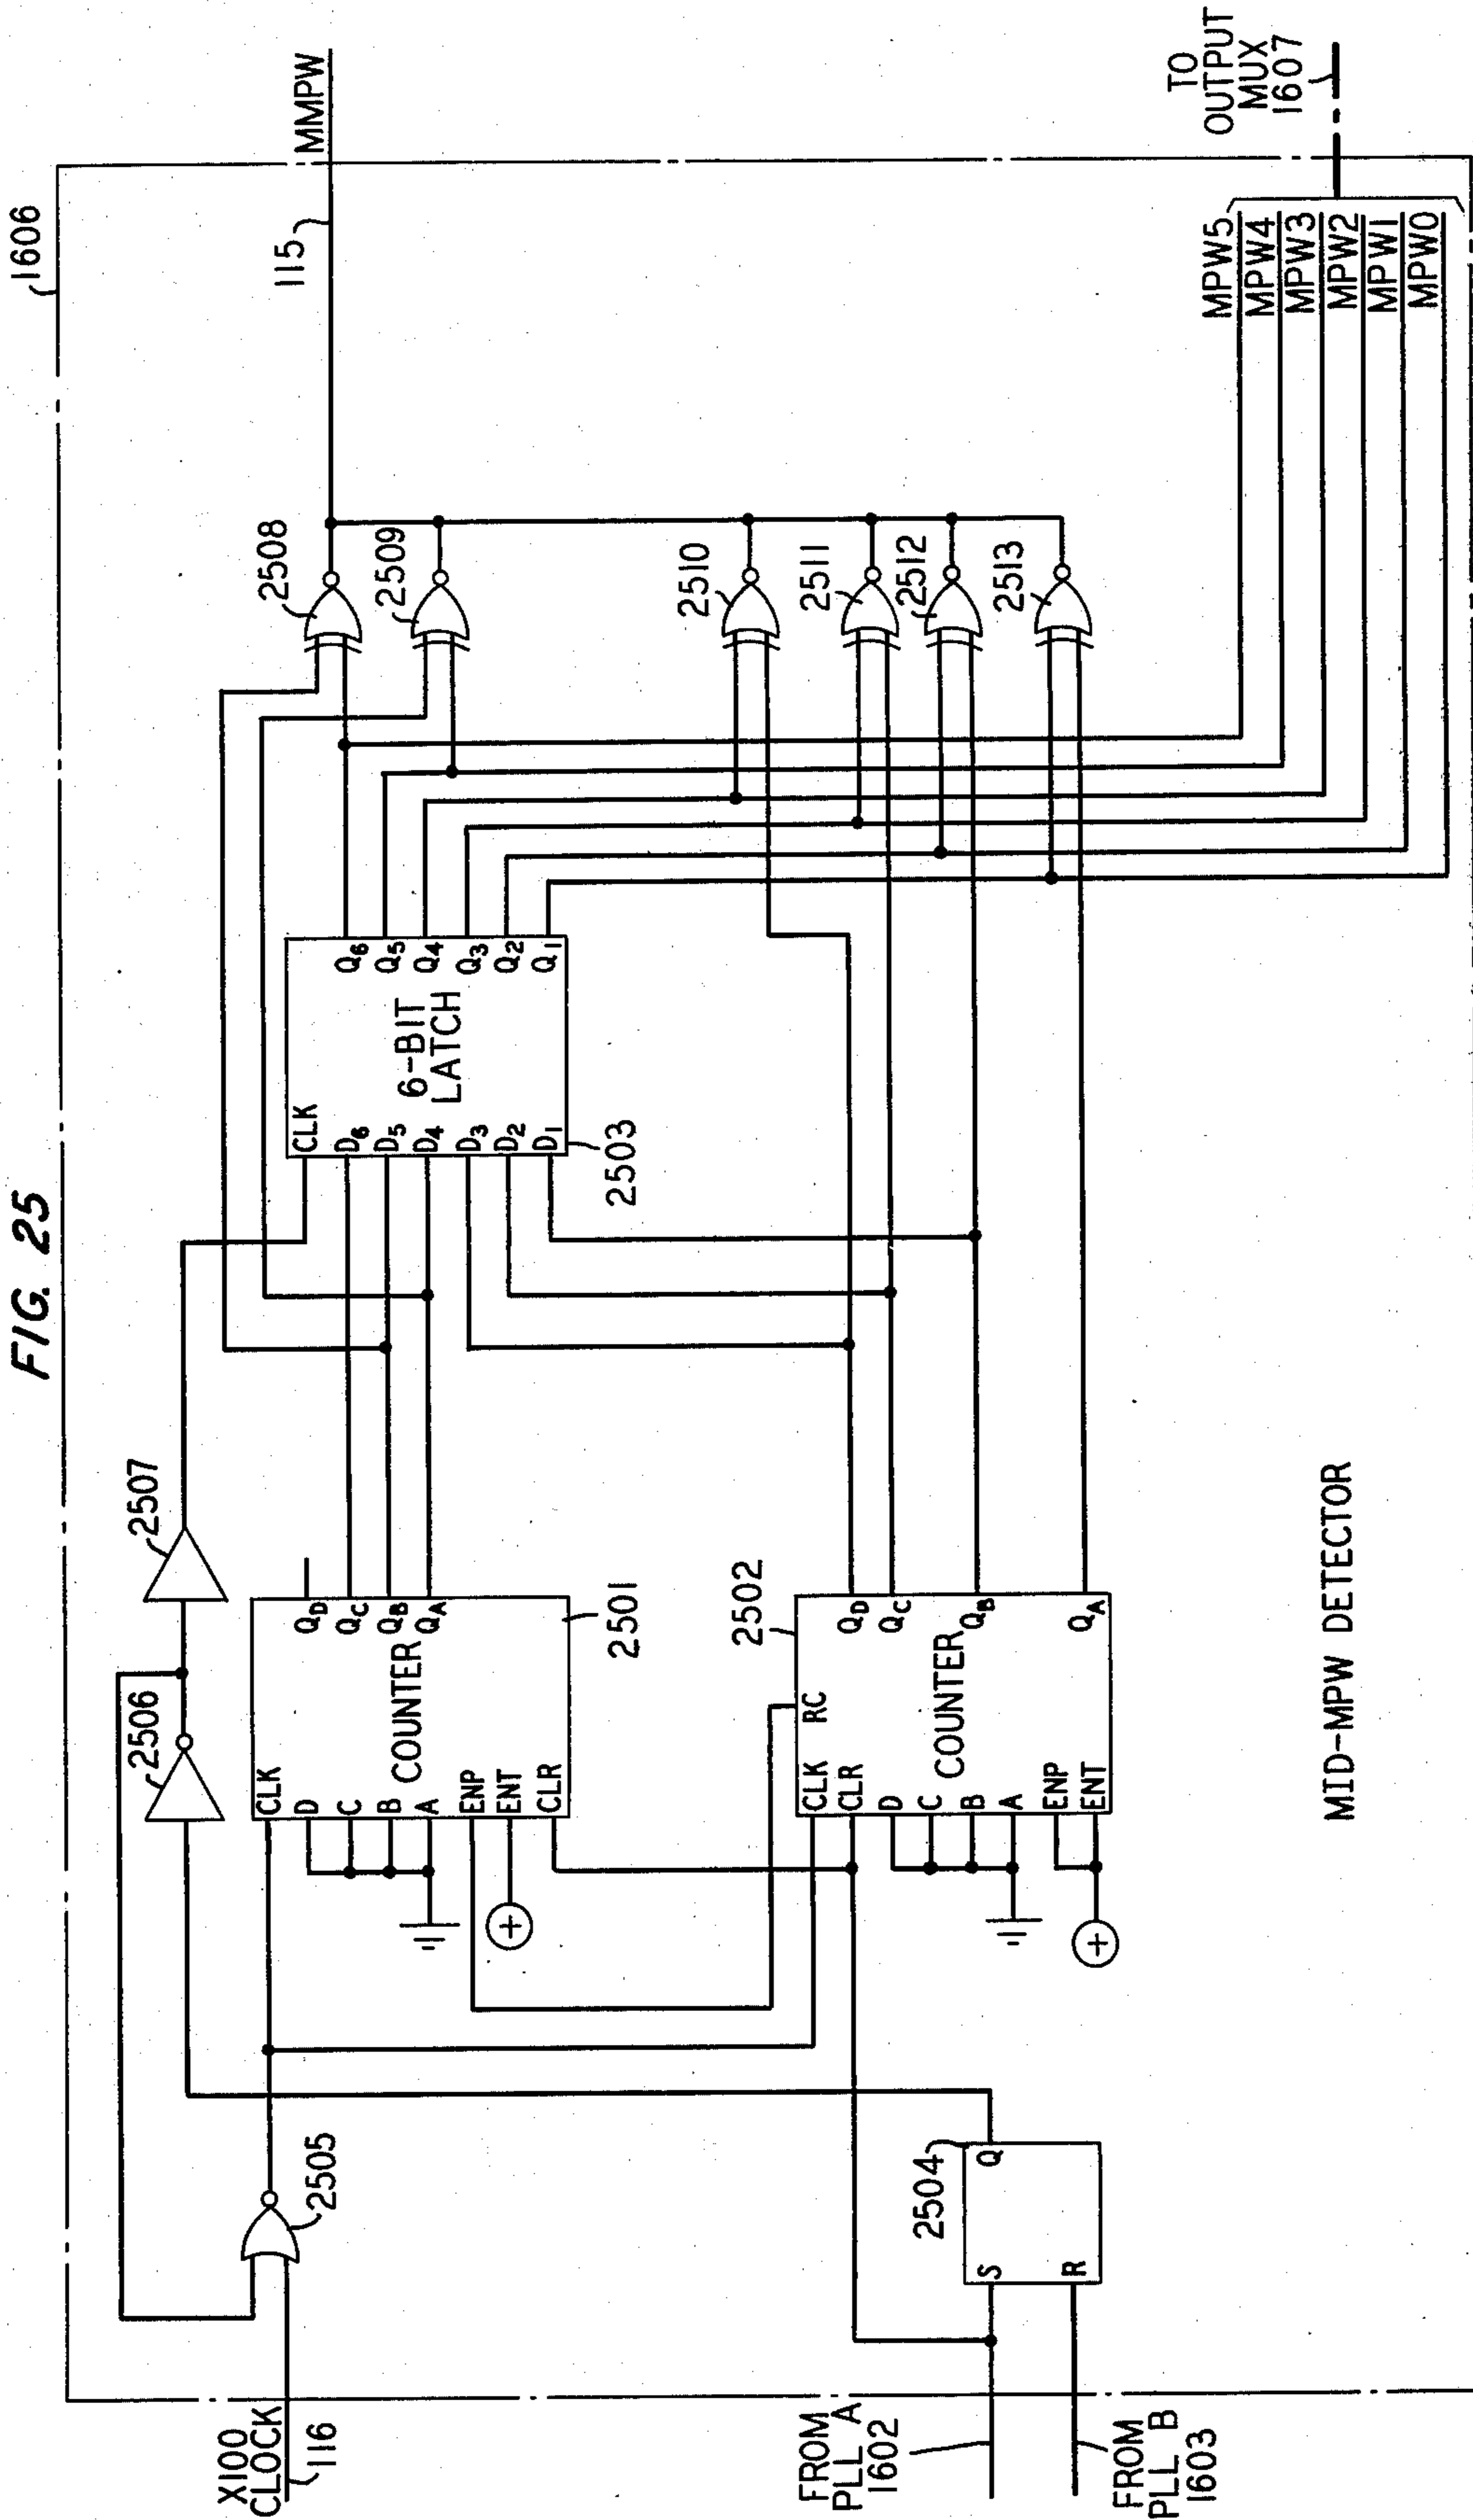 FIG. 25
1606
MMPW
115
2507
2506
2508
2509
2510
2511
2512
2513
X100
CLOCK
116
2505
CLK
D
C
B
A
ENP
ENT
CLR
COUNTER
QD
QC
QB
QA
2501
CLK
D6
D5
D4
D3
D2
D1
6-BIT
LATCH
Q6
Q5
Q4
Q3
Q2
Q1
2503
2502
RC
CLK
CLR
D
C
B
A
ENP
ENT
COUNTER
QD
QC
QB
QA
2504
S
R
Q
FROM
PLL A
1602
FROM
PLL B
1603
MPW5
MPW4
MPW3
MPW2
MPW1
MPW0
TO
OUTPUT
MUX
1607
MID-MPW DETECTOR